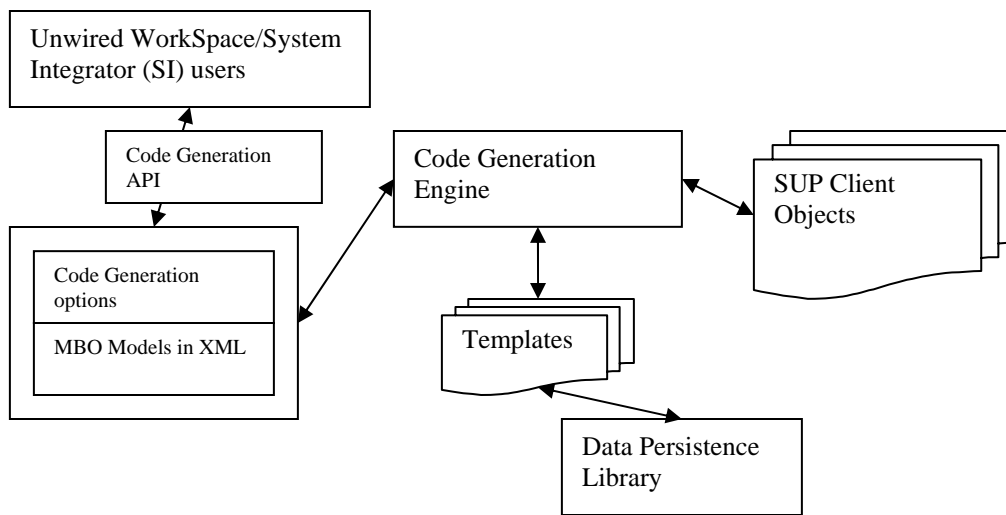 Unwired WorkSpace/System
Integrator (SI) users
Code Generation
API
Code Generation
Engine
SUP Client
Objects
Code Generation
options
MBO Models in XML
Templates
Data Persistence
Library